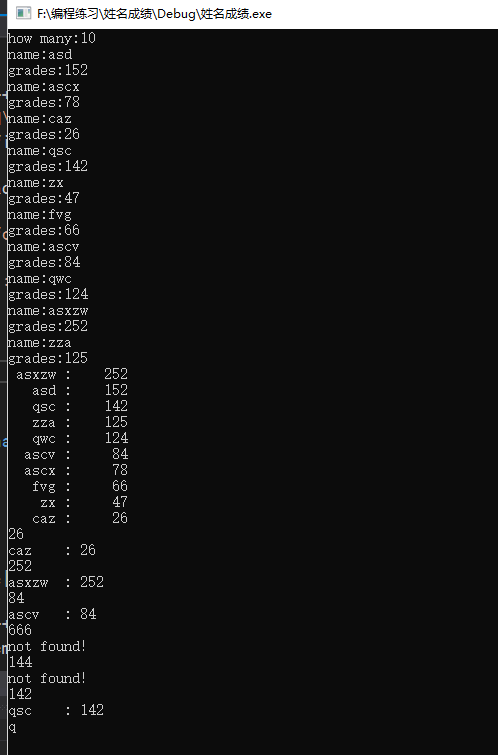 F:\编程练习\姓名成绩\Debug\姓名成绩.exe
how many:10
name:asd
grades:152
name:ascx
grades:78
name:caz
grades:26
name:qsc
grades:142
name:zx
grades:47
name:fvg
grades:66
name:ascv
grades:84
name:qwc
grades:124
name:asxzw
grades:252
name:zza
grades:125
asxzw :    252
asd :    152
qsc :    142
zza :    125
qwc :    124
ascv :     84
ascx :     78
fvg :     66
zx :     47
caz :     26
26
caz    : 26
252
asxzw  : 252
84
ascv   : 84
666
not found!
144
not found!
142
qsc    : 142
q